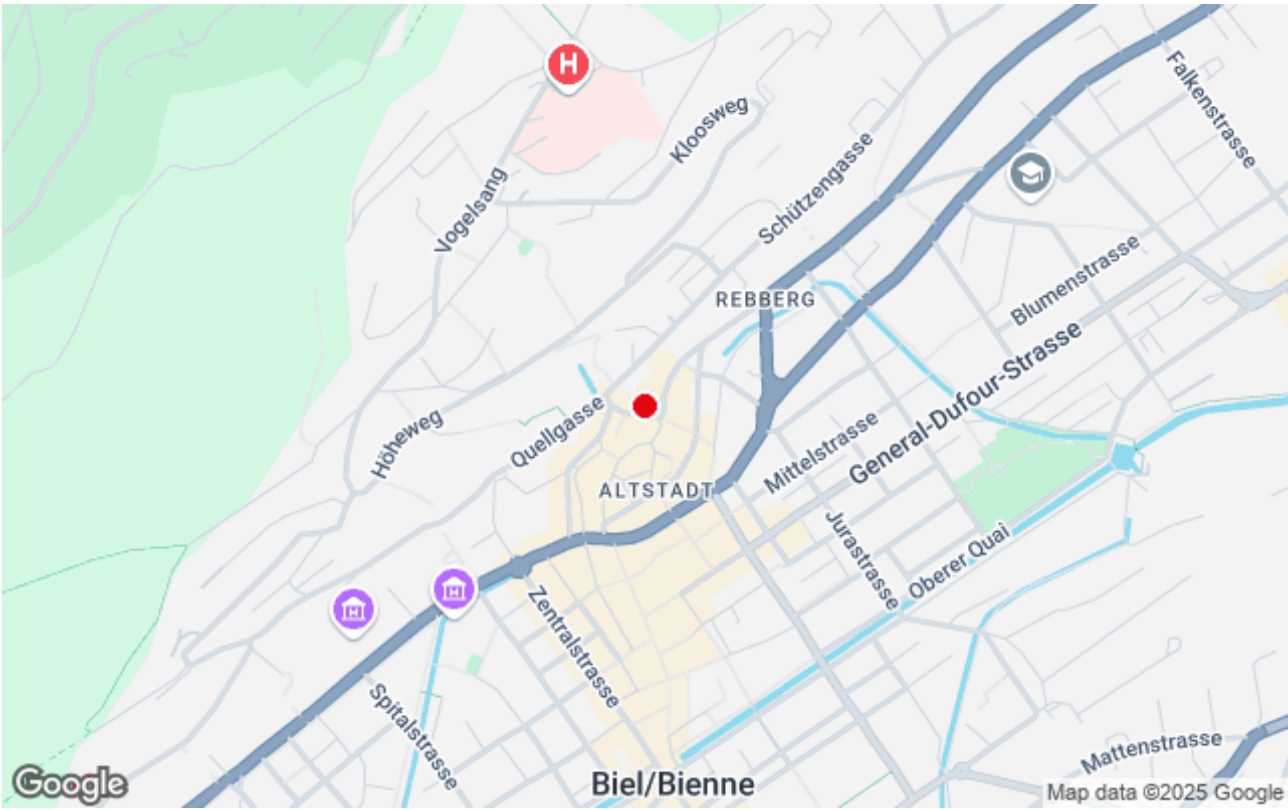 H
Falkenstrasse
Kloosweg
Schützengasse
Vogelsang
Blumenstrasse
REBBERG
General-Dufour-Strasse
Höheweg
Quellgasse
Mittelstrasse
ALTSTADT
Jurastrasse
Oberer Quai
Zentralstrasse
Spitalstrasse
Mattenstrasse
Biel/Bienne
Google
Map data ©2025 Google